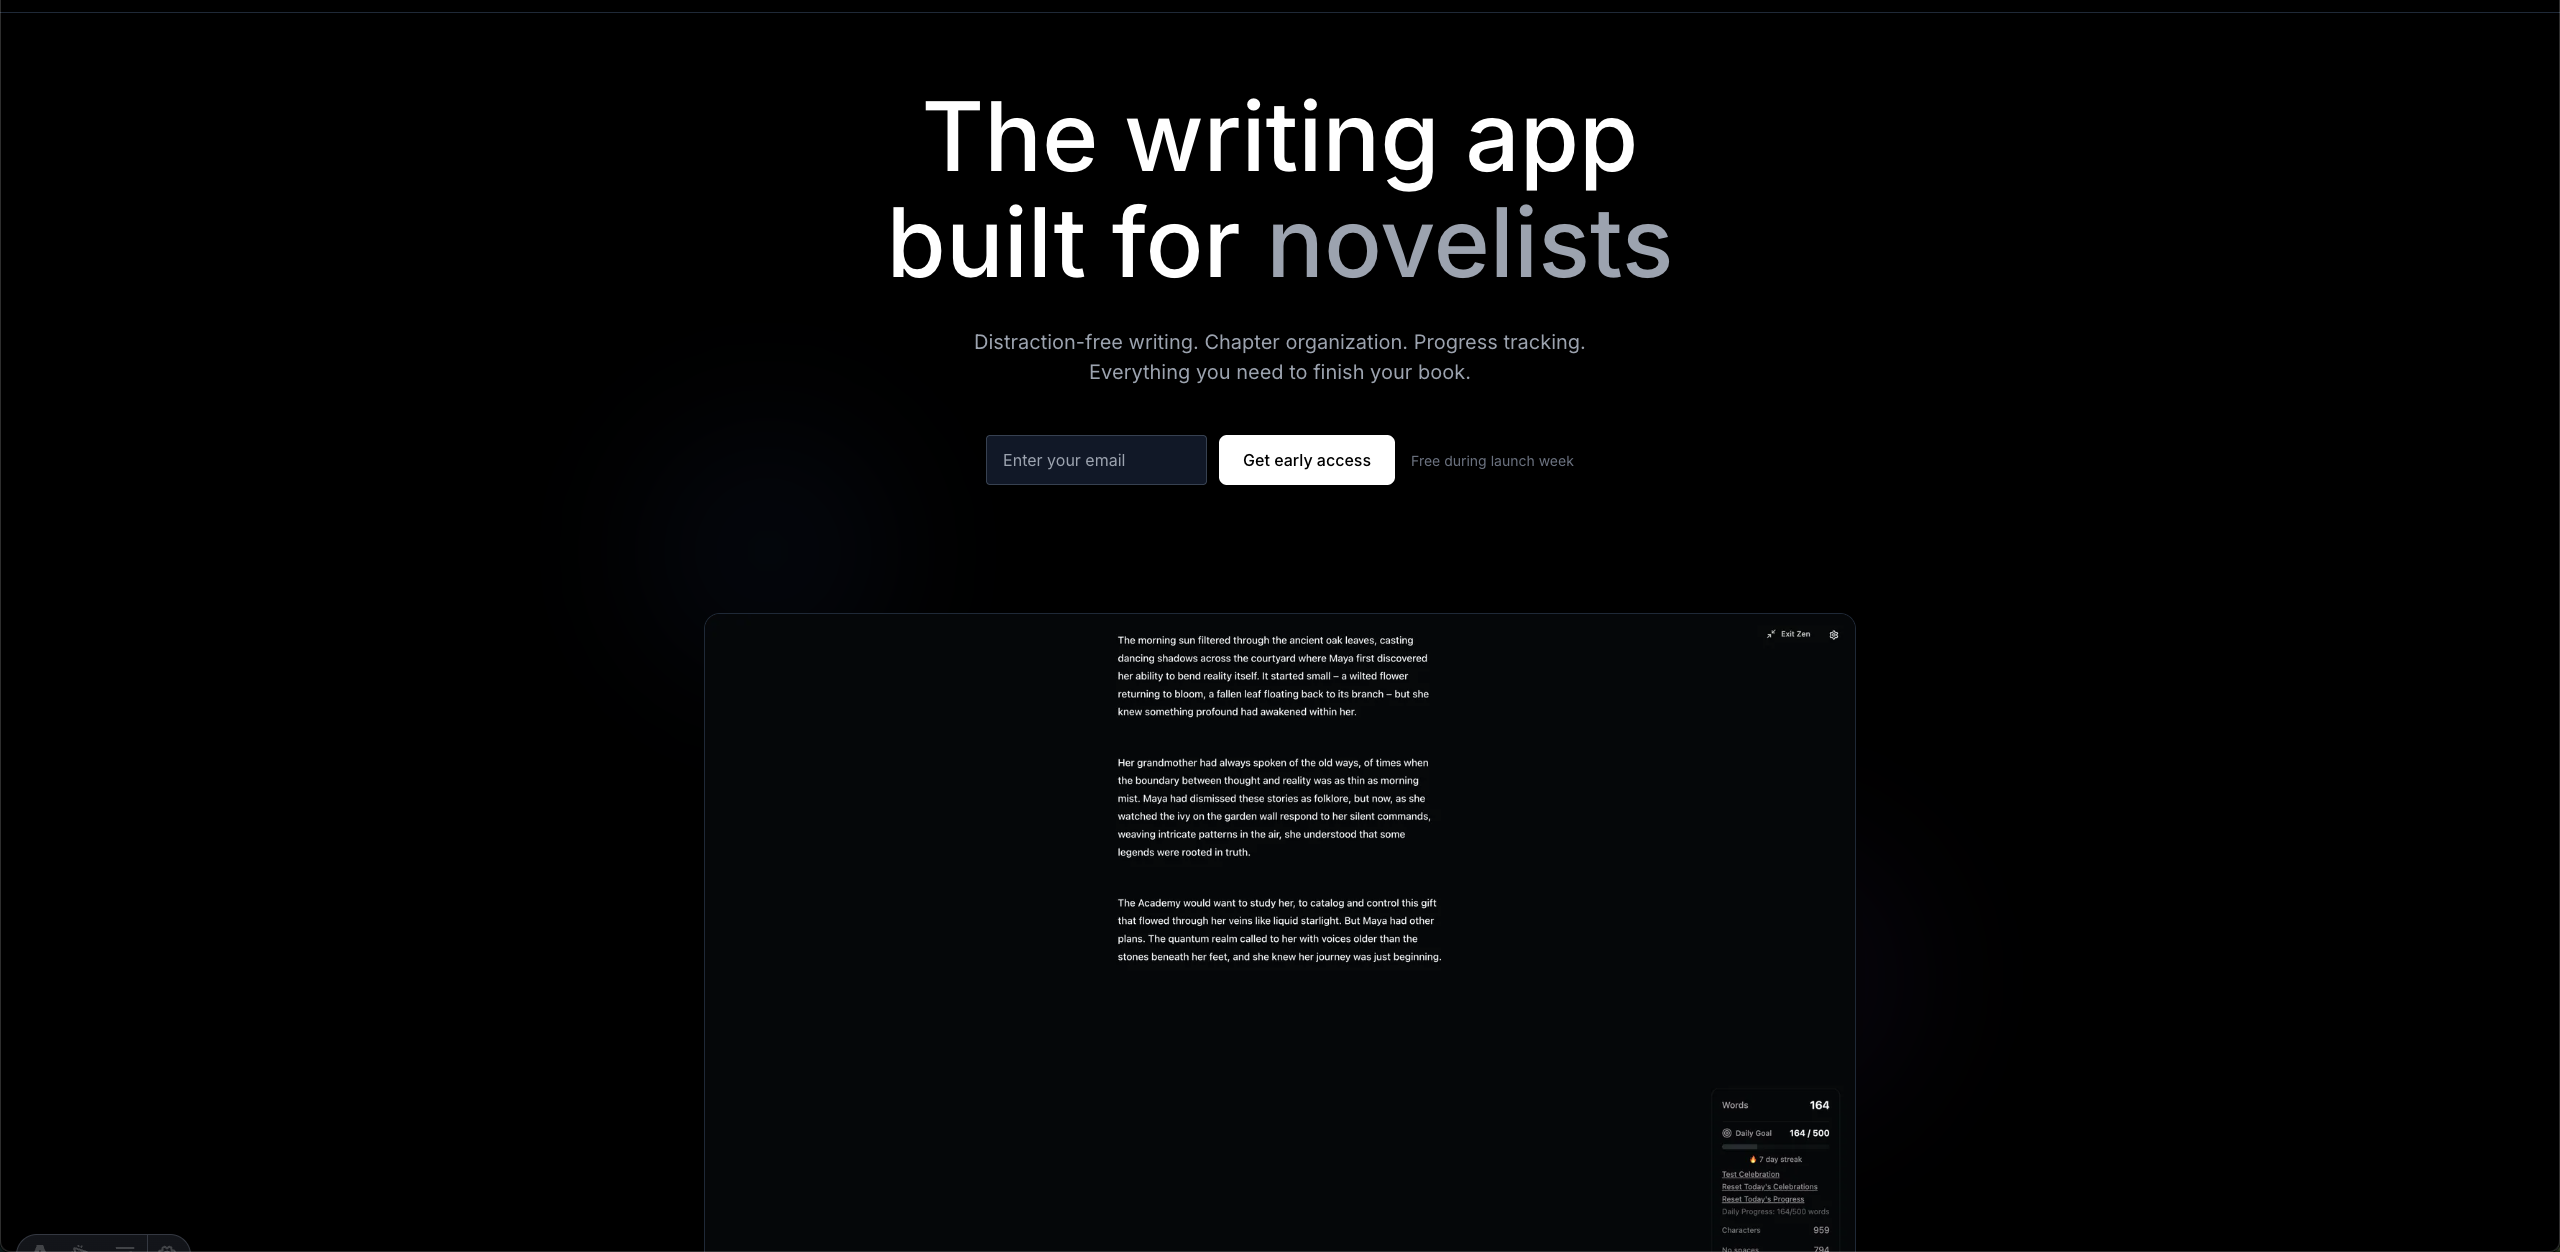 The writing app
built for novelists
Distraction-free writing. Chapter organization. Progress tracking.
Everything you need to finish your book.
Enter your email
Get early access
Free during launch week
Exit Zen
The morning sun filtered through the ancient oak leaves, casting
dancing shadows across the courtyard where Maya first discovered
her ability to bend reality itself. It started small – a wilted flower
returning to bloom, a fallen leaf floating back to its branch – but she
knew something profound had awakened within her.
Her grandmother had always spoken of the old ways, of times when
the boundary between thought and reality was as thin as morning
mist. Maya had dismissed these stories as folklore, but now, as she
watched the ivy on the garden wall respond to her silent commands,
weaving intricate patterns in the air, she understood that some
legends were rooted in truth.
The Academy would want to study her, to catalog and control this gift
that flowed through her veins like liquid starlight. But Maya had other
plans. The quantum realm called to her with voices older than the
stones beneath her feet, and she knew her journey was just beginning.
Words 164
Daily Goal 164 / 500
🔥 7 day streak
Test Celebration
Reset Today's Celebrations
Reset Today's Progress
Daily Progress: 164/500 words
Characters 959
No spaces 794